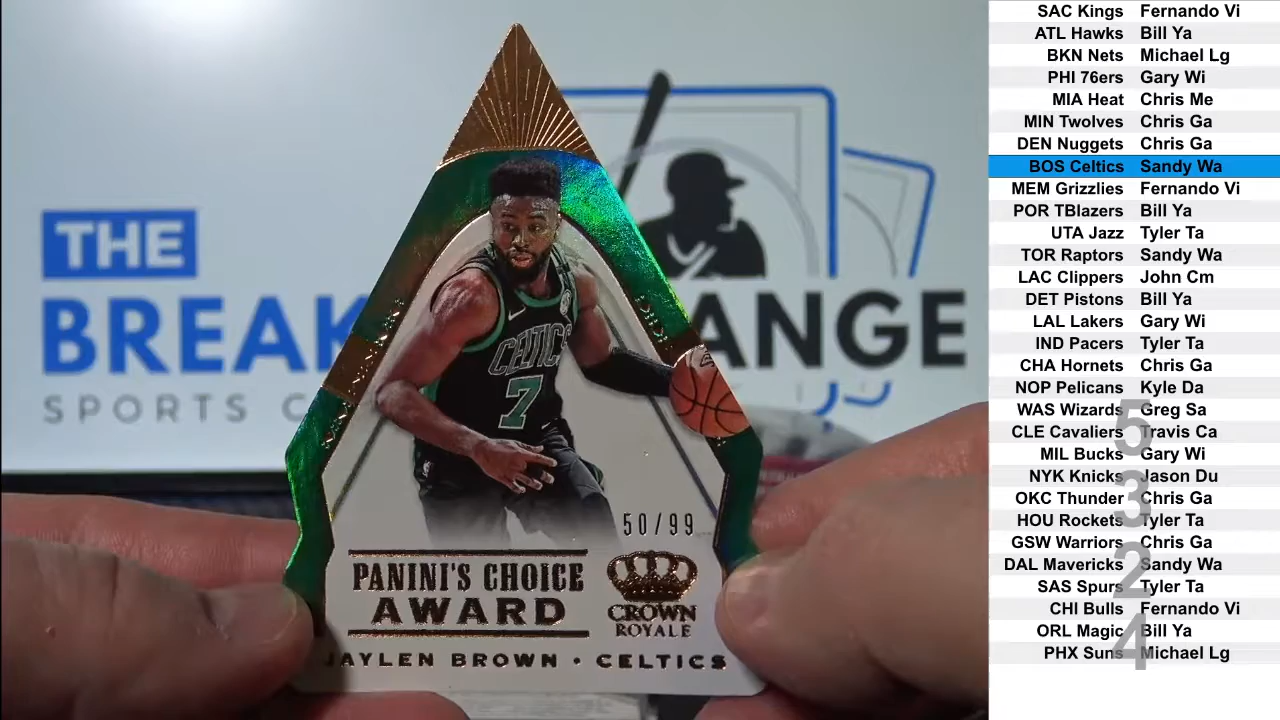 THE
BREAK ANGE
SPORTS C
CELTICS
7
50/99
PANINI'S CHOICE
AWARD
CROWN
ROYALE
JAYLEN BROWN • CELTICS
SAC Kings Fernando Vi
ATL Hawks Bill Ya
BKN Nets Michael Lg
PHI 76ers Gary Wi
MIA Heat Chris Me
MIN Twolves Chris Ga
DEN Nuggets Chris Ga
BOS Celtics Sandy Wa
MEM Grizzlies Fernando Vi
POR TBlazers Bill Ya
UTA Jazz Tyler Ta
TOR Raptors Sandy Wa
LAC Clippers John Cm
DET Pistons Bill Ya
LAL Lakers Gary Wi
IND Pacers Tyler Ta
CHA Hornets Chris Ga
NOP Pelicans Kyle Da
WAS Wizards Greg Sa
CLE Cavaliers Travis Ca
MIL Bucks Gary Wi
NYK Knicks Jason Du
OKC Thunder Chris Ga
HOU Rockets Tyler Ta
GSW Warriors Chris Ga
DAL Mavericks Sandy Wa
SAS Spurs Tyler Ta
CHI Bulls Fernando Vi
ORL Magic Bill Ya
PHX Suns Michael Lg
5
3
2
4